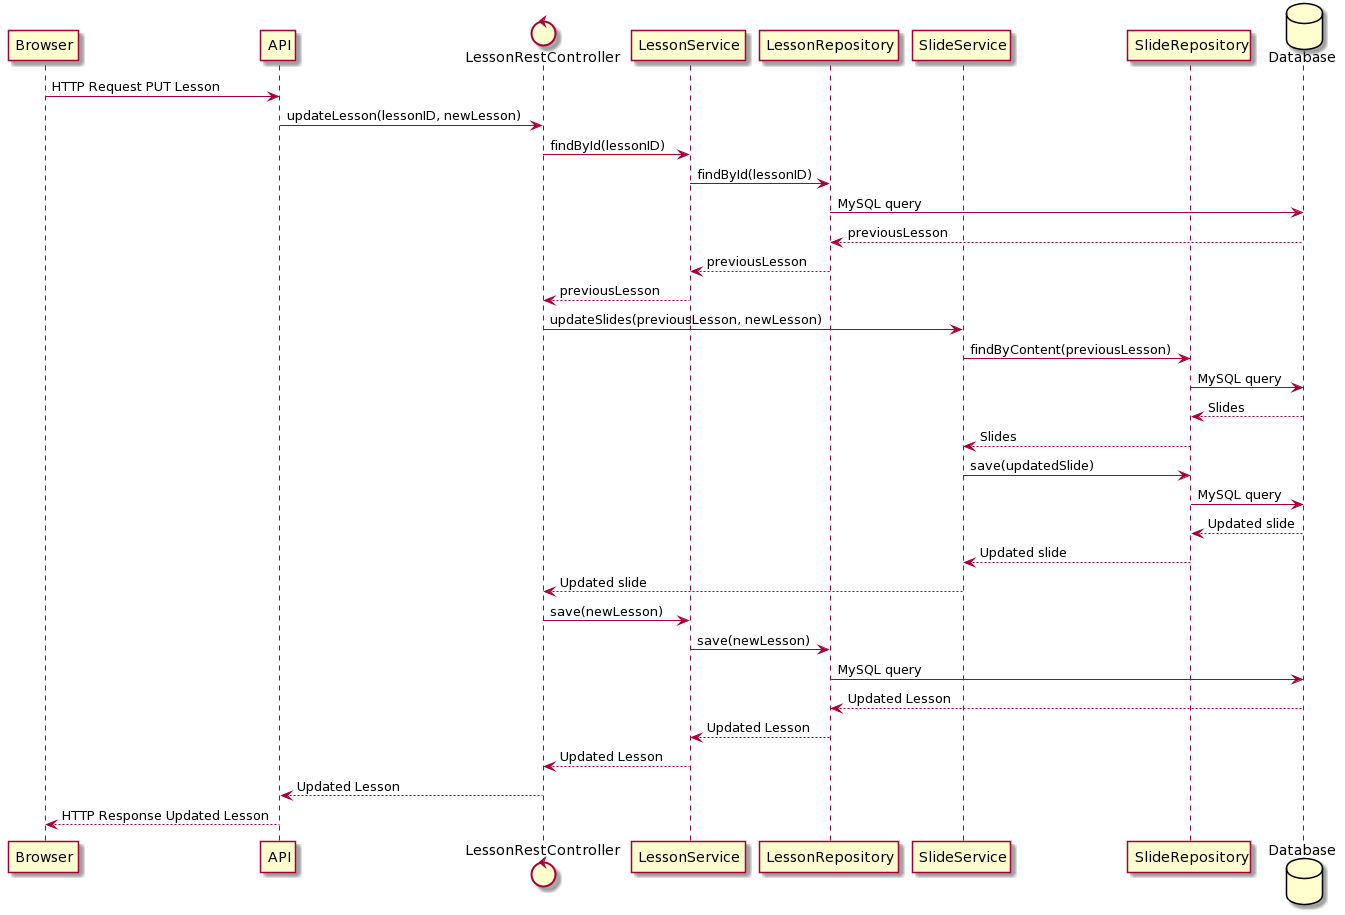 Browser
API
LessonRestController
LessonService
LessonRepository
SlideService
SlideRepository
Database
HTTP Request PUT Lesson
updateLesson(lessonID, newLesson)
findById(lessonID)
findById(lessonID)
MySQL query
previousLesson
previousLesson
previousLesson
updateSlides(previousLesson, newLesson)
findByContent(previousLesson)
MySQL query
Slides
Slides
save(updatedSlide)
MySQL query
Updated slide
Updated slide
Updated slide
save(newLesson)
save(newLesson)
MySQL query
Updated Lesson
Updated Lesson
Updated Lesson
Updated Lesson
HTTP Response Updated Lesson
Browser
API
LessonRestController
LessonService
LessonRepository
SlideService
SlideRepository
Database